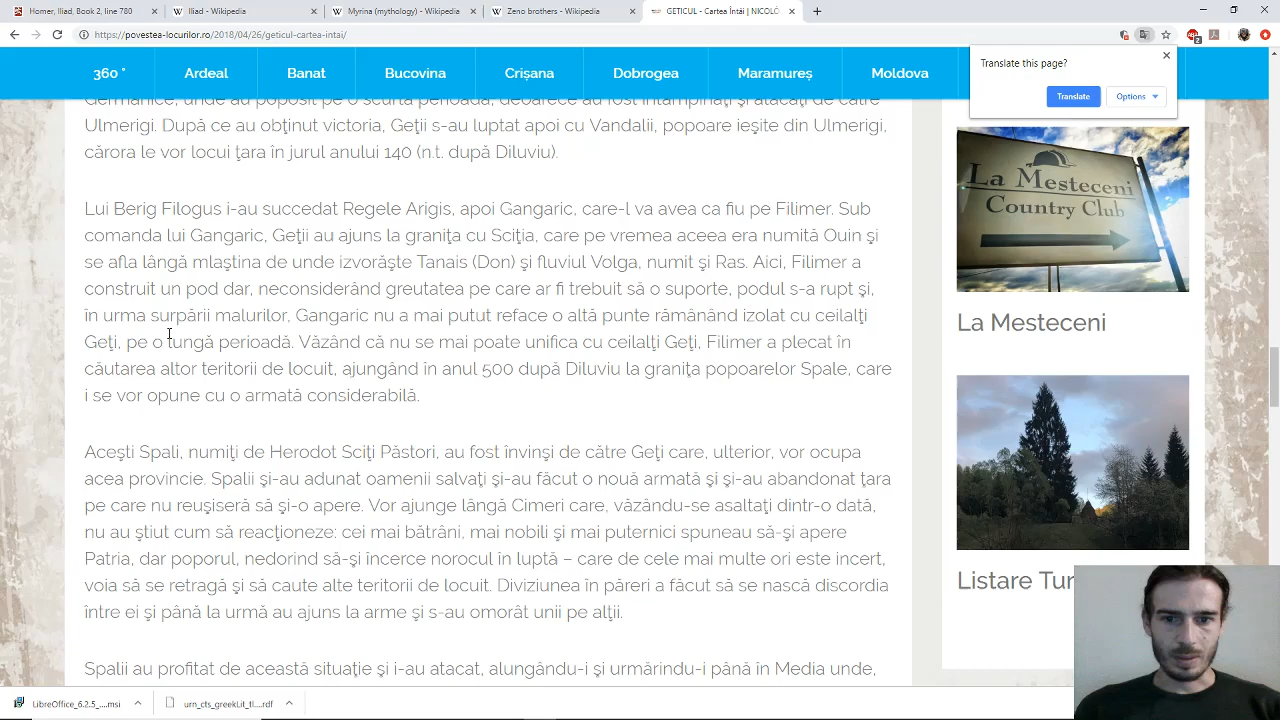 Homer, Iliad, Book 2, line 780
Iliad - Wikipedia
Myrina (mythology) - Wikipedia
Zeno brothers - Wikipedia
GETICUL - Cartea Întâi | NICOLÒ
https://povestea-locurilor.ro/2018/04/26/geticul-cartea-intai/
360 °
Ardeal
Banat
Bucovina
Crișana
Dobrogea
Maramureș
Moldova
Translate this page?
Translate
Options
Germanice, unde au poposit pe o scurtă perioadă, deoarece au fost întâmpinaţi şi atacaţi de către
Ulmerigi. După ce au obţinut victoria, Geţii s-au luptat apoi cu Vandalii, popoare ieşite din Ulmerigi,
cărora le vor locui ţara în jurul anului 140 (n.t. după Diluviu).
Lui Berig Filogus i-au succedat Regele Arigis, apoi Gangaric, care-l va avea ca fiu pe Filimer. Sub
comanda lui Gangaric, Geţii au ajuns la graniţa cu Sciţia, care pe vremea aceea era numită Ouin şi
se afla lângă mlaştina de unde izvorăşte Tanais (Don) şi fluviul Volga, numit şi Ras. Aici, Filimer a
construit un pod dar, neconsiderând greutatea pe care ar fi trebuit să o suporte, podul s-a rupt şi,
în urma surpării malurilor, Gangaric nu a mai putut reface o altă punte rămânând izolat cu ceilalţi
Geţi, pe o lungă perioadă. Văzând că nu se mai poate unifica cu ceilalţi Geţi, Filimer a plecat în
căutarea altor teritorii de locuit, ajungând în anul 500 după Diluviu la graniţa popoarelor Spale, care
i se vor opune cu o armată considerabilă.
Aceşti Spali, numiţi de Herodot Sciţi Păstori, au fost învinşi de către Geţi care, ulterior, vor ocupa
acea provincie. Spalii şi-au adunat oamenii salvaţi şi-au făcut o nouă armată şi şi-au abandonat ţara
pe care nu reuşiseră să şi-o apere. Vor ajunge lângă Cimeri care, văzându-se asaltaţi dintr-o dată,
nu au ştiut cum să reacţioneze: cei mai bătrâni, mai nobili şi mai puternici spuneau să-şi apere
Patria, dar poporul, nedorind să-şi încerce norocul în luptă – care de cele mai multe ori este incert,
voia să se retragă şi să caute alte teritorii de locuit. Diviziunea în păreri a făcut să se nască discordia
între ei şi până la urmă au ajuns la arme şi s-au omorât unii pe alţii.
Spalii au profitat de această situaţie şi i-au atacat, alungându-i şi urmărindu-i până în Media unde,
La Mesteceni
Country Club
La Mesteceni
Listare Tur
LibreOffice_6.2.5_....msi
urn_cts_greekLit_tl....rdf